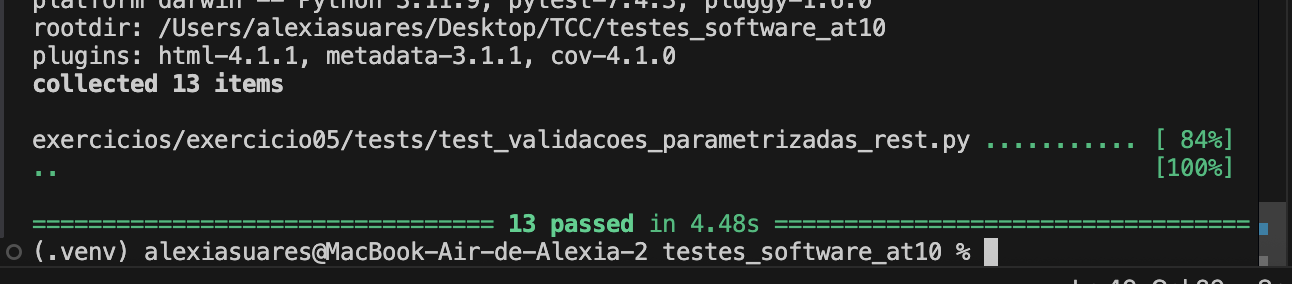 platform darwin -- Python 3.11.9, pytest-7.4.3, pluggy-1.6.0
rootdir: /Users/alexiasuares/Desktop/TCC/testes_software_at10
plugins: html-4.1.1, metadata-3.1.1, cov-4.1.0
collected 13 items
exercicios/exercicio05/tests/test_validacoes_parametrizadas_rest.py ........... [ 84%]
.. [100%]
================================= 13 passed in 4.48s ==================================
(.venv) alexiasuares@MacBook-Air-de-Alexia-2 testes_software_at10 %